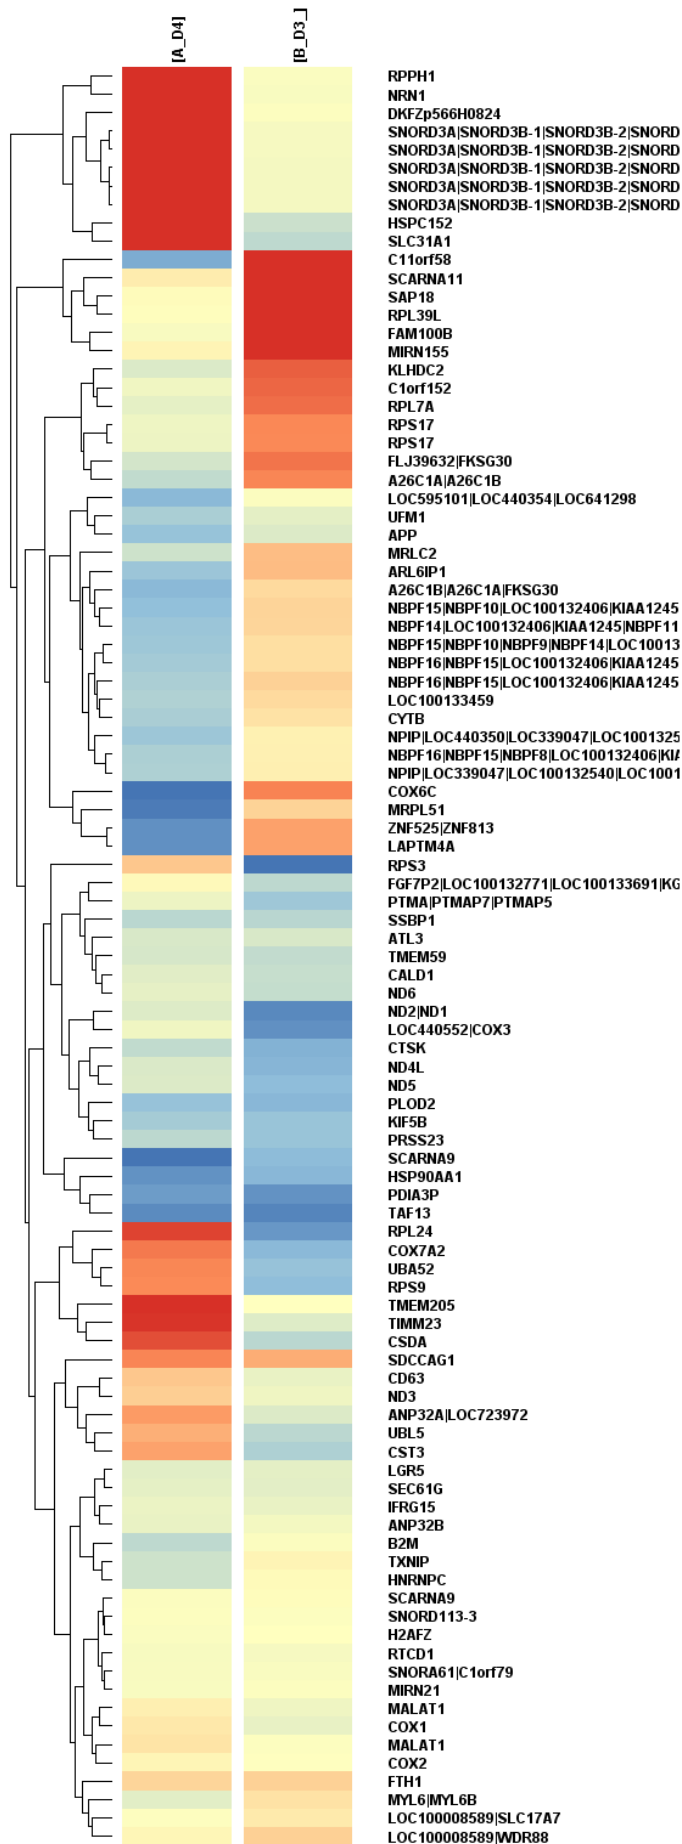 [A_D4]
[B_D3_]
RPPH1
NRN1
DKFZp566H0824
SNORD3A|SNORD3B-1|SNORD3B-2|SNORD
SNORD3A|SNORD3B-1|SNORD3B-2|SNORD
SNORD3A|SNORD3B-1|SNORD3B-2|SNORD
SNORD3A|SNORD3B-1|SNORD3B-2|SNORD
SNORD3A|SNORD3B-1|SNORD3B-2|SNORD
HSPC152
SLC31A1
C11orf58
SCARNA11
SAP18
RPL39L
FAM100B
MIRN155
KLHDC2
C1orf152
RPL7A
RPS17
RPS17
FLJ39632|FKSG30
A26C1A|A26C1B
LOC595101|LOC440354|LOC641298
UFM1
APP
MRLC2
ARL6IP1
A26C1B|A26C1A|FKSG30
NBPF15|NBPF10|LOC100132406|KIAA1245
NBPF14|LOC100132406|KIAA1245|NBPF11
NBPF15|NBPF10|NBPF9|NBPF14|LOC10013
NBPF16|NBPF15|LOC100132406|KIAA1245
NBPF16|NBPF15|LOC100132406|KIAA1245
LOC100133459
CYTB
NPIP|LOC440350|LOC339047|LOC1001325
NBPF16|NBPF15|NBPF8|LOC100132406|KIA
NPIP|LOC339047|LOC100132540|LOC1001
COX6C
MRPL51
ZNF525|ZNF813
LAPTM4A
RPS3
FGF7P2|LOC100132771|LOC100133691|KG
PTMA|PTMAP7|PTMAP5
SSBP1
ATL3
TMEM59
CALD1
ND6
ND2|ND1
LOC440552|COX3
CTSK
ND4L
ND5
PLOD2
KIF5B
PRSS23
SCARNA9
HSP90AA1
PDIA3P
TAF13
RPL24
COX7A2
UBA52
RPS9
TMEM205
TIMM23
CSDA
SDCCAG1
CD63
ND3
ANP32A|LOC723972
UBL5
CST3
LGR5
SEC61G
IFRG15
ANP32B
B2M
TXNIP
HNRNPC
SCARNA9
SNORD113-3
H2AFZ
RTCD1
SNORA61|C1orf79
MIRN21
MALAT1
COX1
MALAT1
COX2
FTH1
MYL6|MYL6B
LOC100008589|SLC17A7
LOC100008589|WDR88